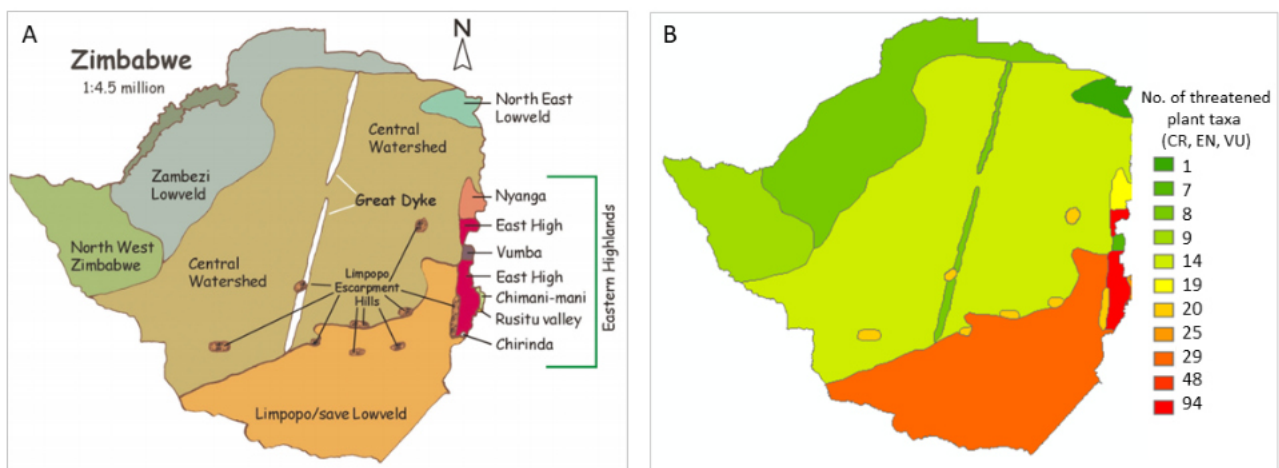 A
Zimbabwe
1:4.5 million
N
North East
Lowveld
Central
Watershed
Zambezi
Lowveld
Great Dyke
Nyanga
East High
Vumba
East High
Chimani-mani
Rusitu valley
Chirinda
Eastern Highlands
North West
Zimbabwe
Central
Watershed
Limpopo
Escarpment
Hills
Limpopo/save Lowveld
B
No. of threatened
plant taxa
(CR, EN, VU)
1
7
8
9
14
19
20
25
29
48
94